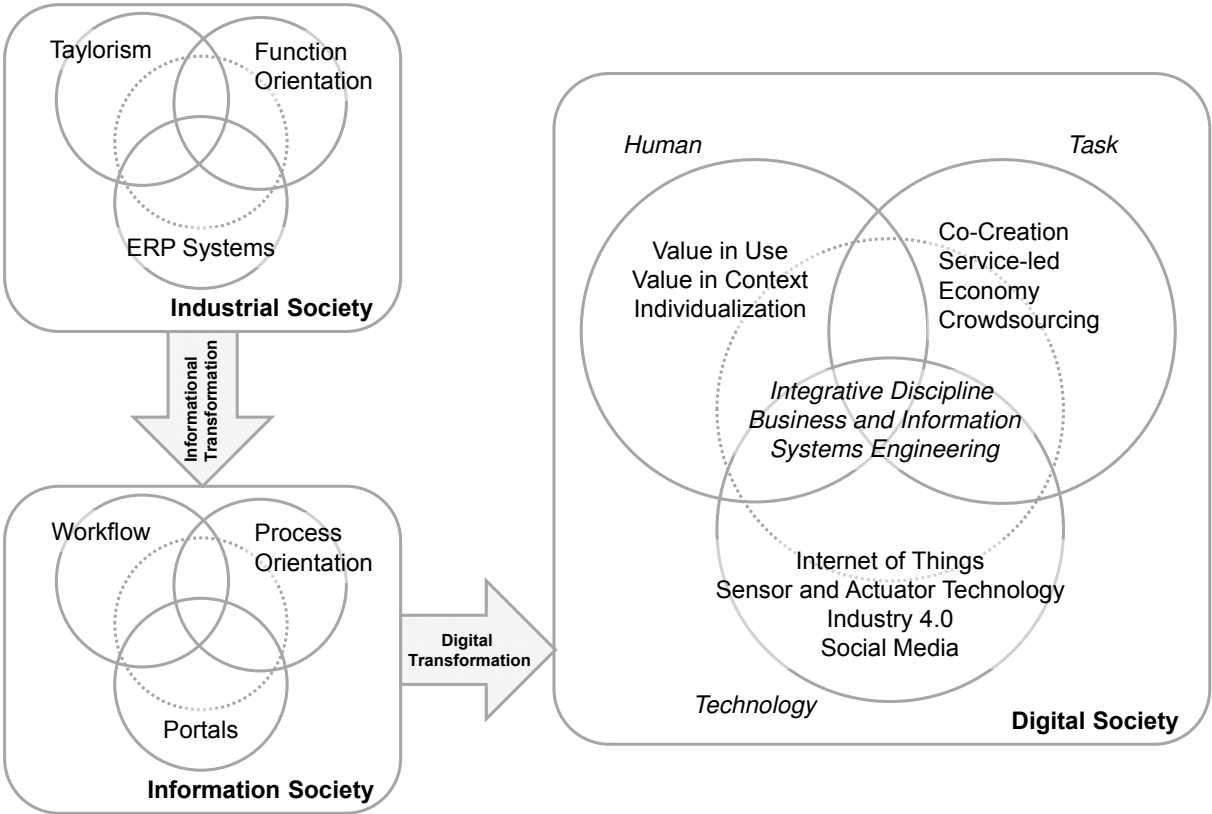 Taylorism
Function
Orientation
ERP Systems
Industrial Society
Informational
Transformation
Workflow
Process
Orientation
Portals
Information Society
Digital
Transformation
Human
Task
Value in Use
Value in Context
Individualization
Co-Creation
Service-led
Economy
Crowdsourcing
Integrative Discipline
Business and Information
Systems Engineering
Internet of Things
Sensor and Actuator Technology
Industry 4.0
Social Media
Technology
Digital Society